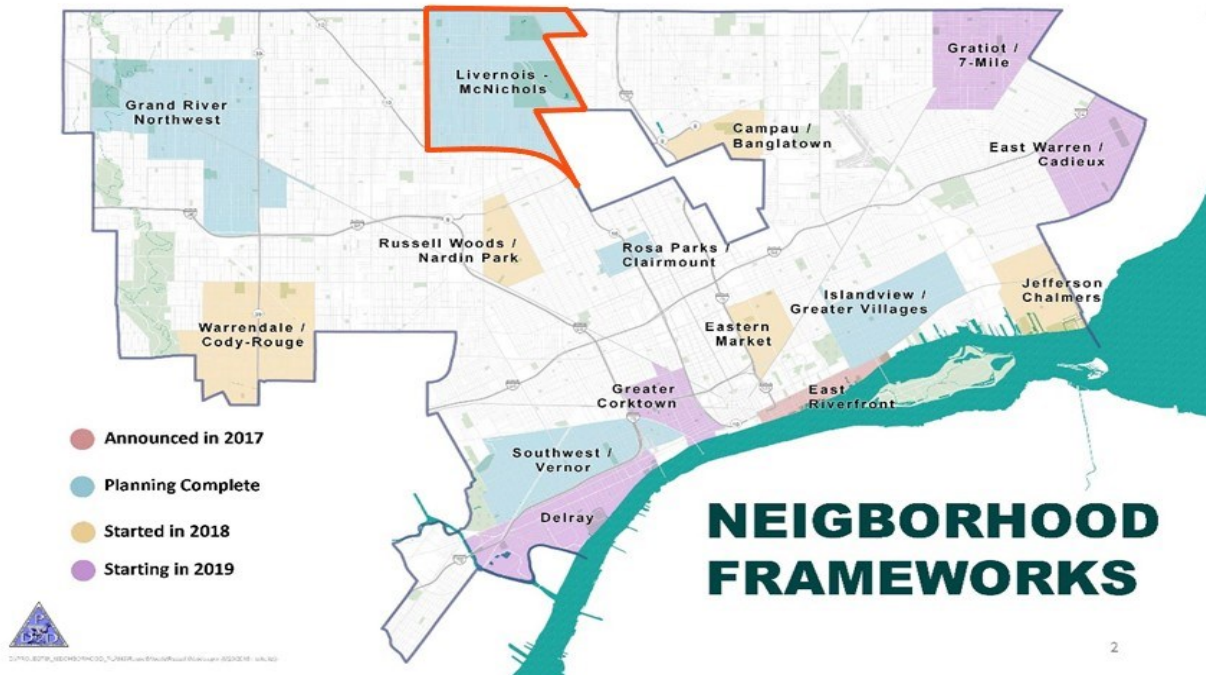 Livernois -
McNichols
Gratiot /
7-Mile
Grand River
Northwest
Campau /
Banglatown
East Warren /
Cadieux
Russell Woods /
Nardin Park
Rosa Parks /
Clairmount
Islandview /
Greater Villages
Jefferson
Chalmers
Warrendale /
Cody-Rouge
Eastern
Market
Greater
Corktown
East
Riverfront
Southwest /
Vernor
Delray
Announced in 2017
Planning Complete
Started in 2018
Starting in 2019
NEIGBORHOOD
FRAMEWORKS
P
D D
2